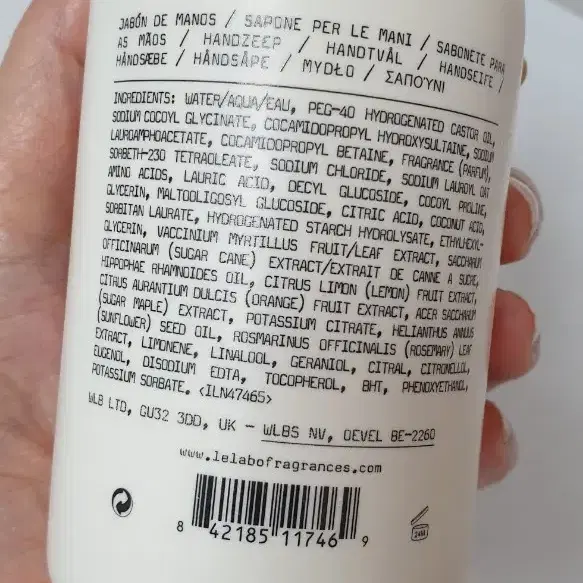 JABÓN DE MANOS / SAPONE PER LE MANI / SABONETE PARA
AS MÃOS / HANDZEEP / HANDTVÅL / HANDSEIFE /
HÅNDSÆBE / HÅNDSÅPE / MYDŁO / ΣΑΠΟΎΝΙ
INGREDIENTS: WATER/AQUA/EAU, PEG-40 HYDROGENATED CASTOR OIL,
SODIUM COCOYL GLYCINATE, COCAMIDOPROPYL HYDROXYSULTAINE, SODIUM
LAUROAMPHOACETATE, COCAMIDOPROPYL BETAINE, FRAGRANCE (PARFUM),
SORBETH-230 TETRAOLEATE, SODIUM CHLORIDE, SODIUM LAUROYL OAT
AMINO ACIDS, LAURIC ACID, DECYL GLUCOSIDE, COCOYL PROLINE,
GLYCERIN, MALTOOLIGOSYL GLUCOSIDE, CITRIC ACID, COCONUT ACID,
SORBITAN LAURATE, HYDROGENATED STARCH HYDROLYSATE, ETHYLHEXYL-
GLYCERIN, VACCINIUM MYRTILLUS FRUIT/LEAF EXTRACT, SACCHARUM
OFFICINARUM (SUGAR CANE) EXTRACT/EXTRAIT DE CANNE A SUCRE,
HIPPOPHAE RHAMNOIDES OIL, CITRUS LIMON (LEMON) FRUIT EXTRACT,
CITRUS AURANTIUM DULCIS (ORANGE) FRUIT EXTRACT, ACER SACCHARUM
(SUGAR MAPLE) EXTRACT, POTASSIUM CITRATE, HELIANTHUS ANNUUS
(SUNFLOWER) SEED OIL, ROSMARINUS OFFICINALIS (ROSEMARY) LEAF
EXTRACT, LIMONENE, LINALOOL, GERANIOL, CITRAL, CITRONELLOL,
EUGENOL, DISODIUM EDTA, TOCOPHEROL, BHT, PHENOXYETHANOL,
POTASSIUM SORBATE. <ILN47465>
WLB LTD, GU32 3DD, UK - WLBS NV, OEVEL BE-2260
www.lelabofragrances.com
8 42185 11746 9
24M